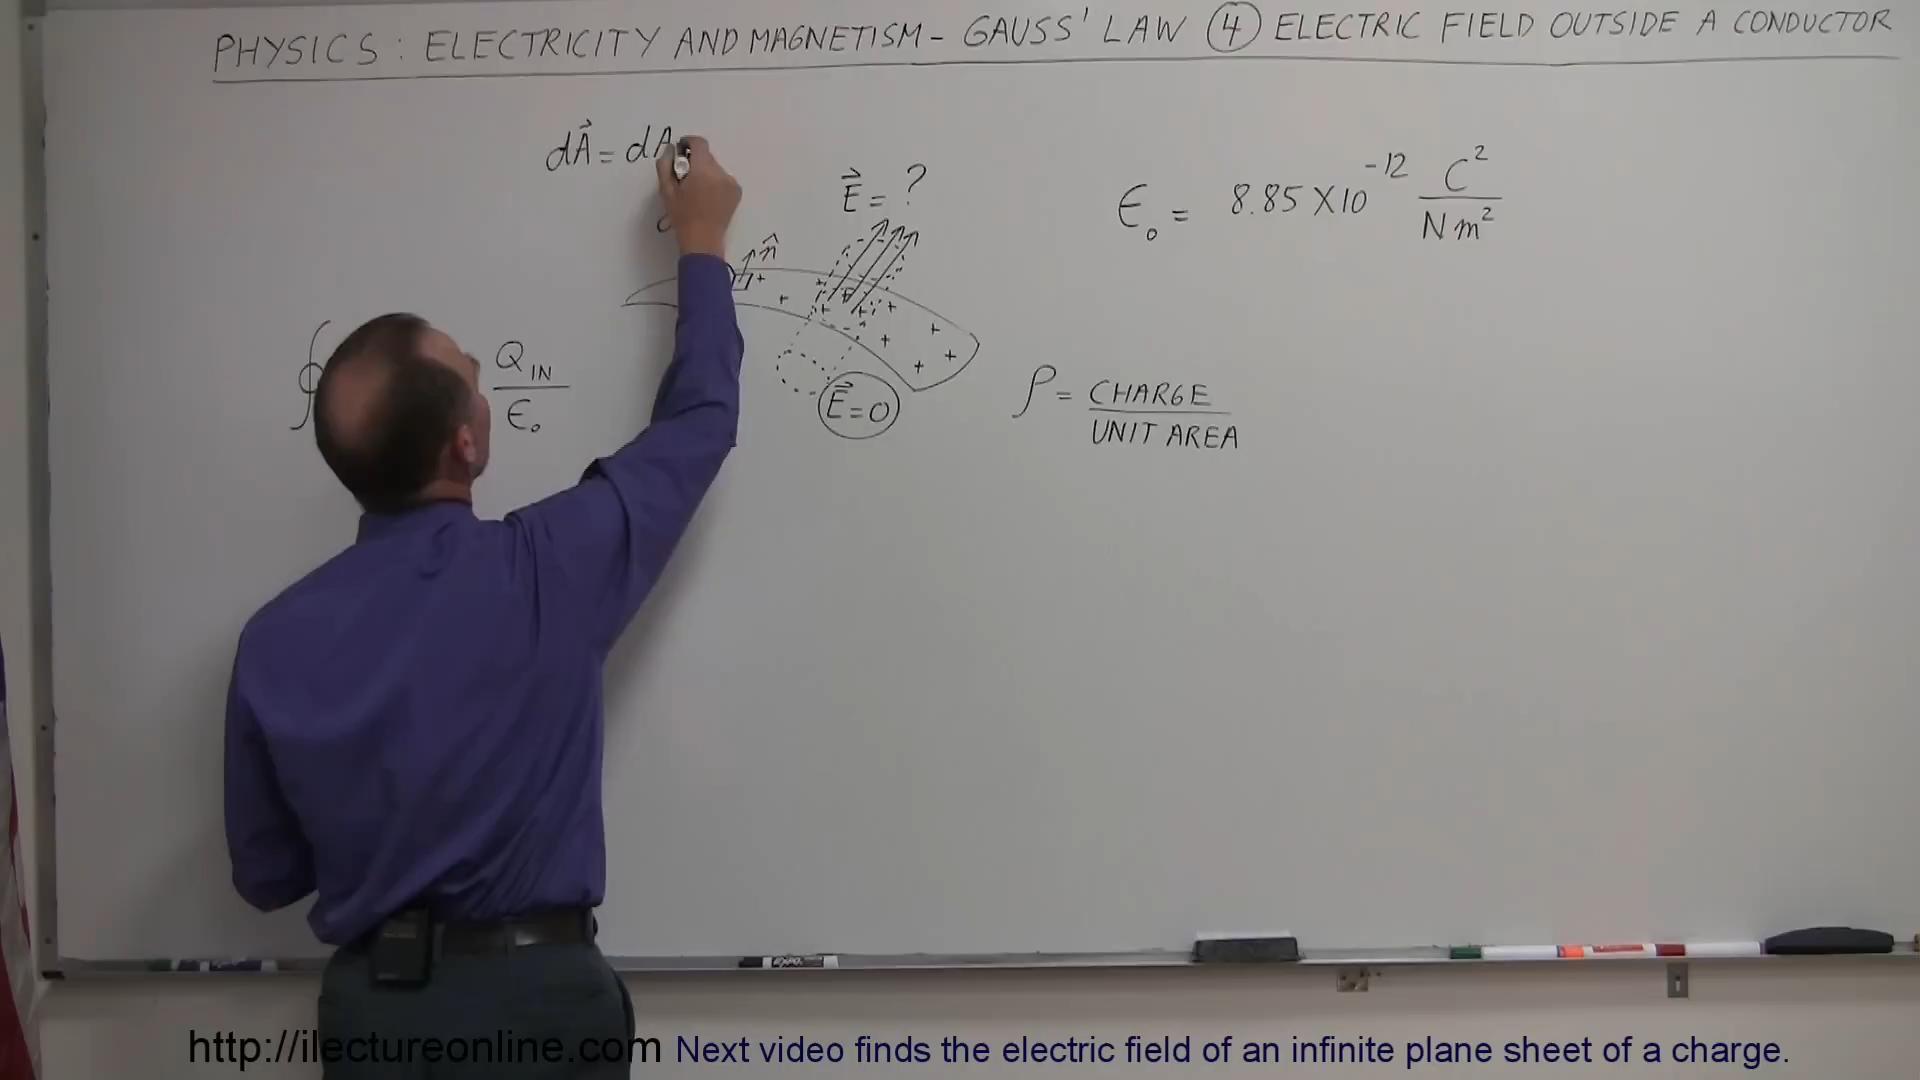 PHYSICS: ELECTRICITY AND MAGNETISM - GAUSS' LAW ④ ELECTRIC FIELD OUTSIDE A CONDUCTOR
dA⃗ = dA
E⃗ = ?
n̂
ϵ₀ = 8.85 X 10⁻¹² C²/Nm²
∮ Q_IN/ϵ₀
E⃗ = 0
ρ = CHARGE
UNIT AREA
EXPO
http://ilectureonline.com Next video finds the electric field of an infinite plane sheet of a charge.